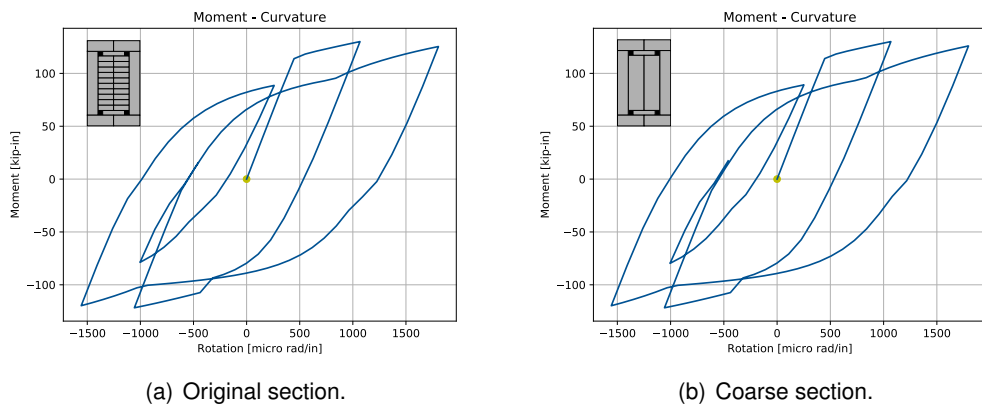 Moment - Curvature
100
50
0
−50
−100
Moment [kip-in]
−1500 −1000 −500 0 500 1000 1500
Rotation [micro rad/in]
(a) Original section.
Moment - Curvature
100
50
0
−50
−100
Moment [kip-in]
−1500 −1000 −500 0 500 1000 1500
Rotation [micro rad/in]
(b) Coarse section.